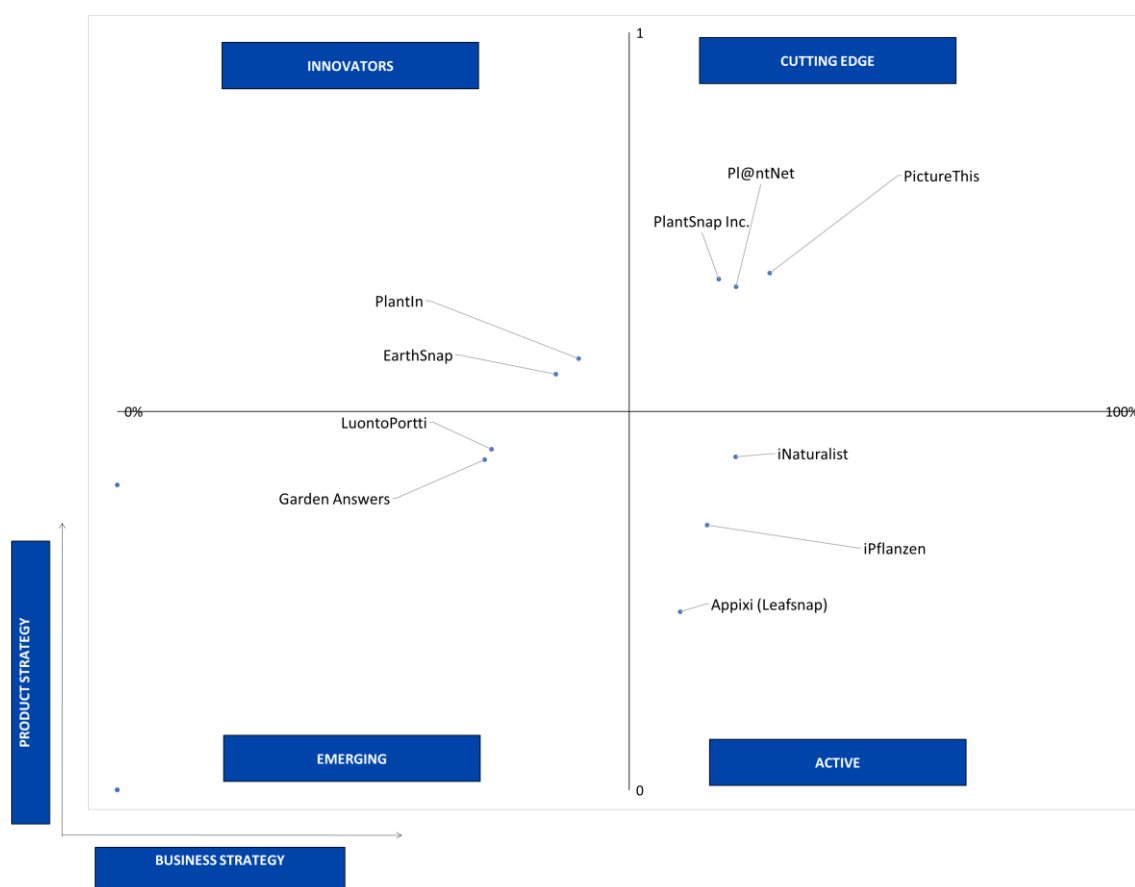 1
INNOVATORS
CUTTING EDGE
Pl@ntNet
PictureThis
PlantSnap Inc.
PlantIn
EarthSnap
0%
100%
LuontoPortti
iNaturalist
Garden Answers
iPflanzen
Appixi (Leafsnap)
PRODUCT STRATEGY
EMERGING
ACTIVE
0
BUSINESS STRATEGY